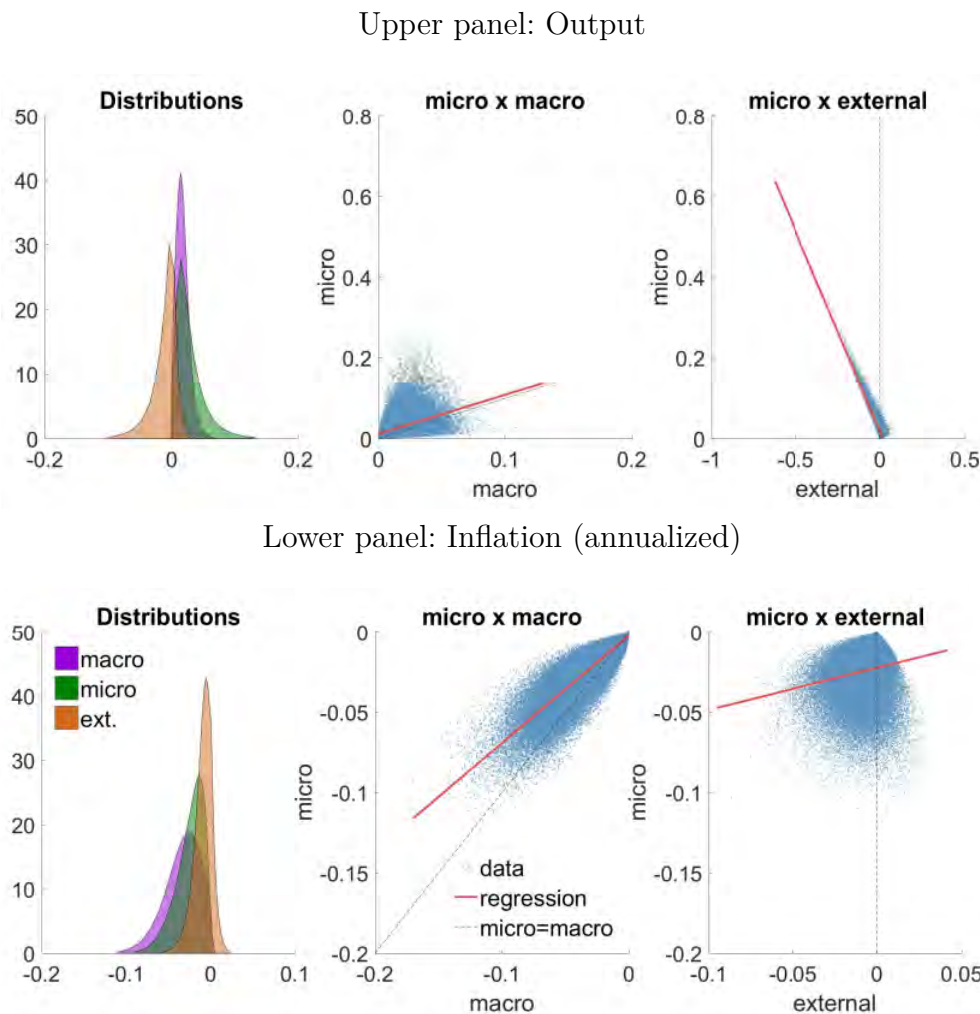 Upper panel: Output
Distributions
micro x macro
micro x external
50
40
30
20
10
0
-0.2
0
0.2
0.8
0.6
0.4
0.2
0
micro
0
0.1
0.2
macro
0.8
0.6
0.4
0.2
0
micro
-1
-0.5
0
0.5
external
Lower panel: Inflation (annualized)
Distributions
micro x macro
micro x external
50
40
30
20
10
0
macro
micro
ext.
-0.2
-0.1
0
0.1
0
-0.05
-0.1
-0.15
-0.2
micro
data
regression
micro=macro
-0.2
-0.1
0
macro
0
-0.05
-0.1
-0.15
-0.2
micro
-0.1
-0.05
0
0.05
external